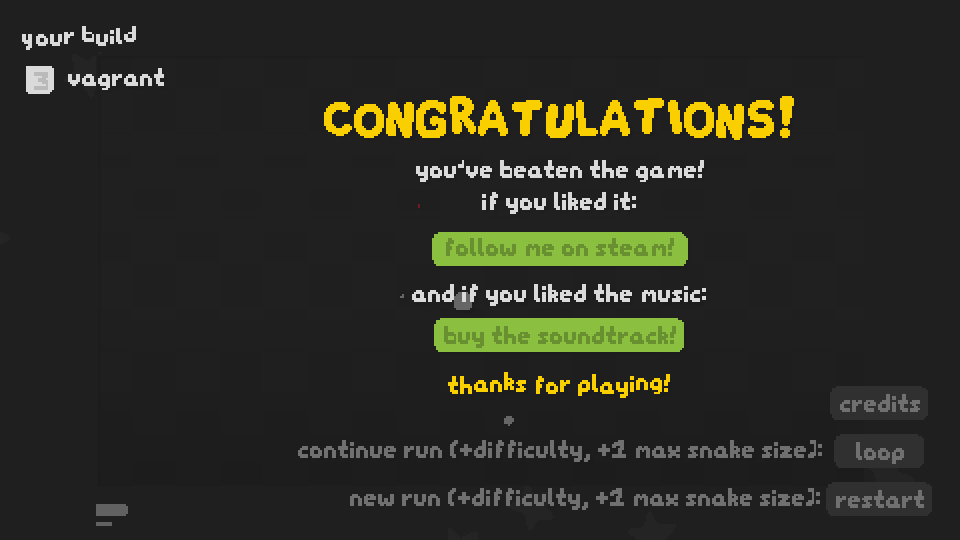 your build
3 vagrant
CONGRATULATIONS!
you've beaten the game!
if you liked it:
follow me on steam!
and if you liked the music:
buy the soundtrack!
thanks for playing!
credits
continue run (+difficulty, +1 max snake size): loop
new run (+difficulty, +1 max snake size): restart